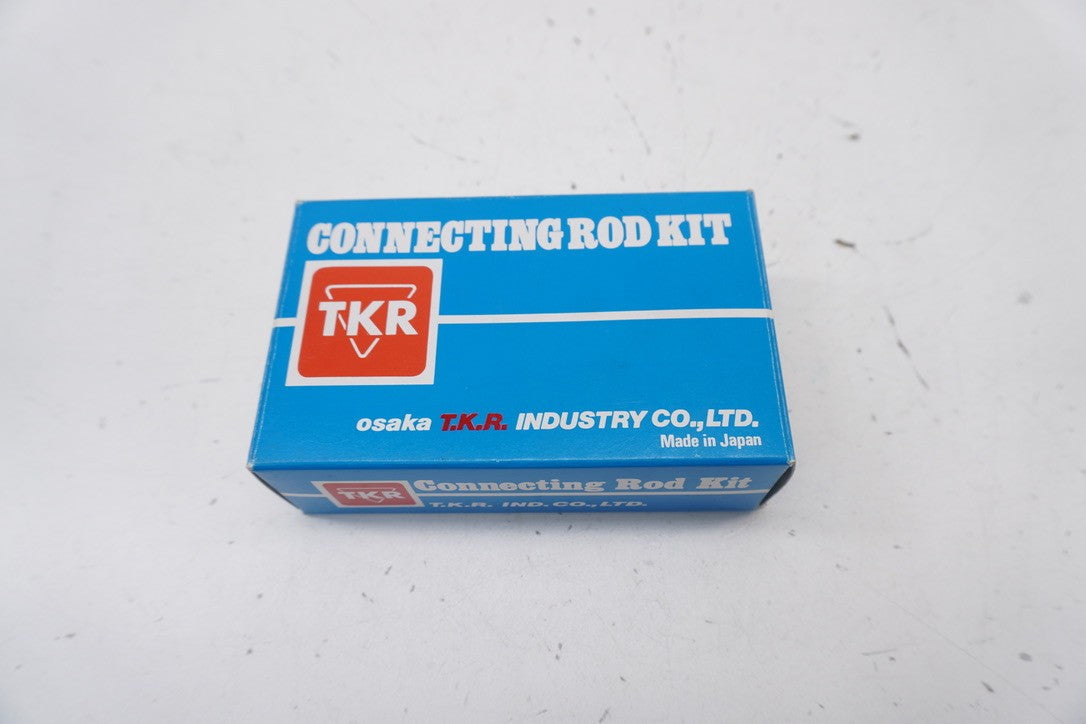 CONNECTING ROD KIT
TKR
osaka T.K.R. INDUSTRY CO.,LTD.
Made in Japan
TKR
Connecting Rod Kit
T.K.R. IND. CO.,LTD.